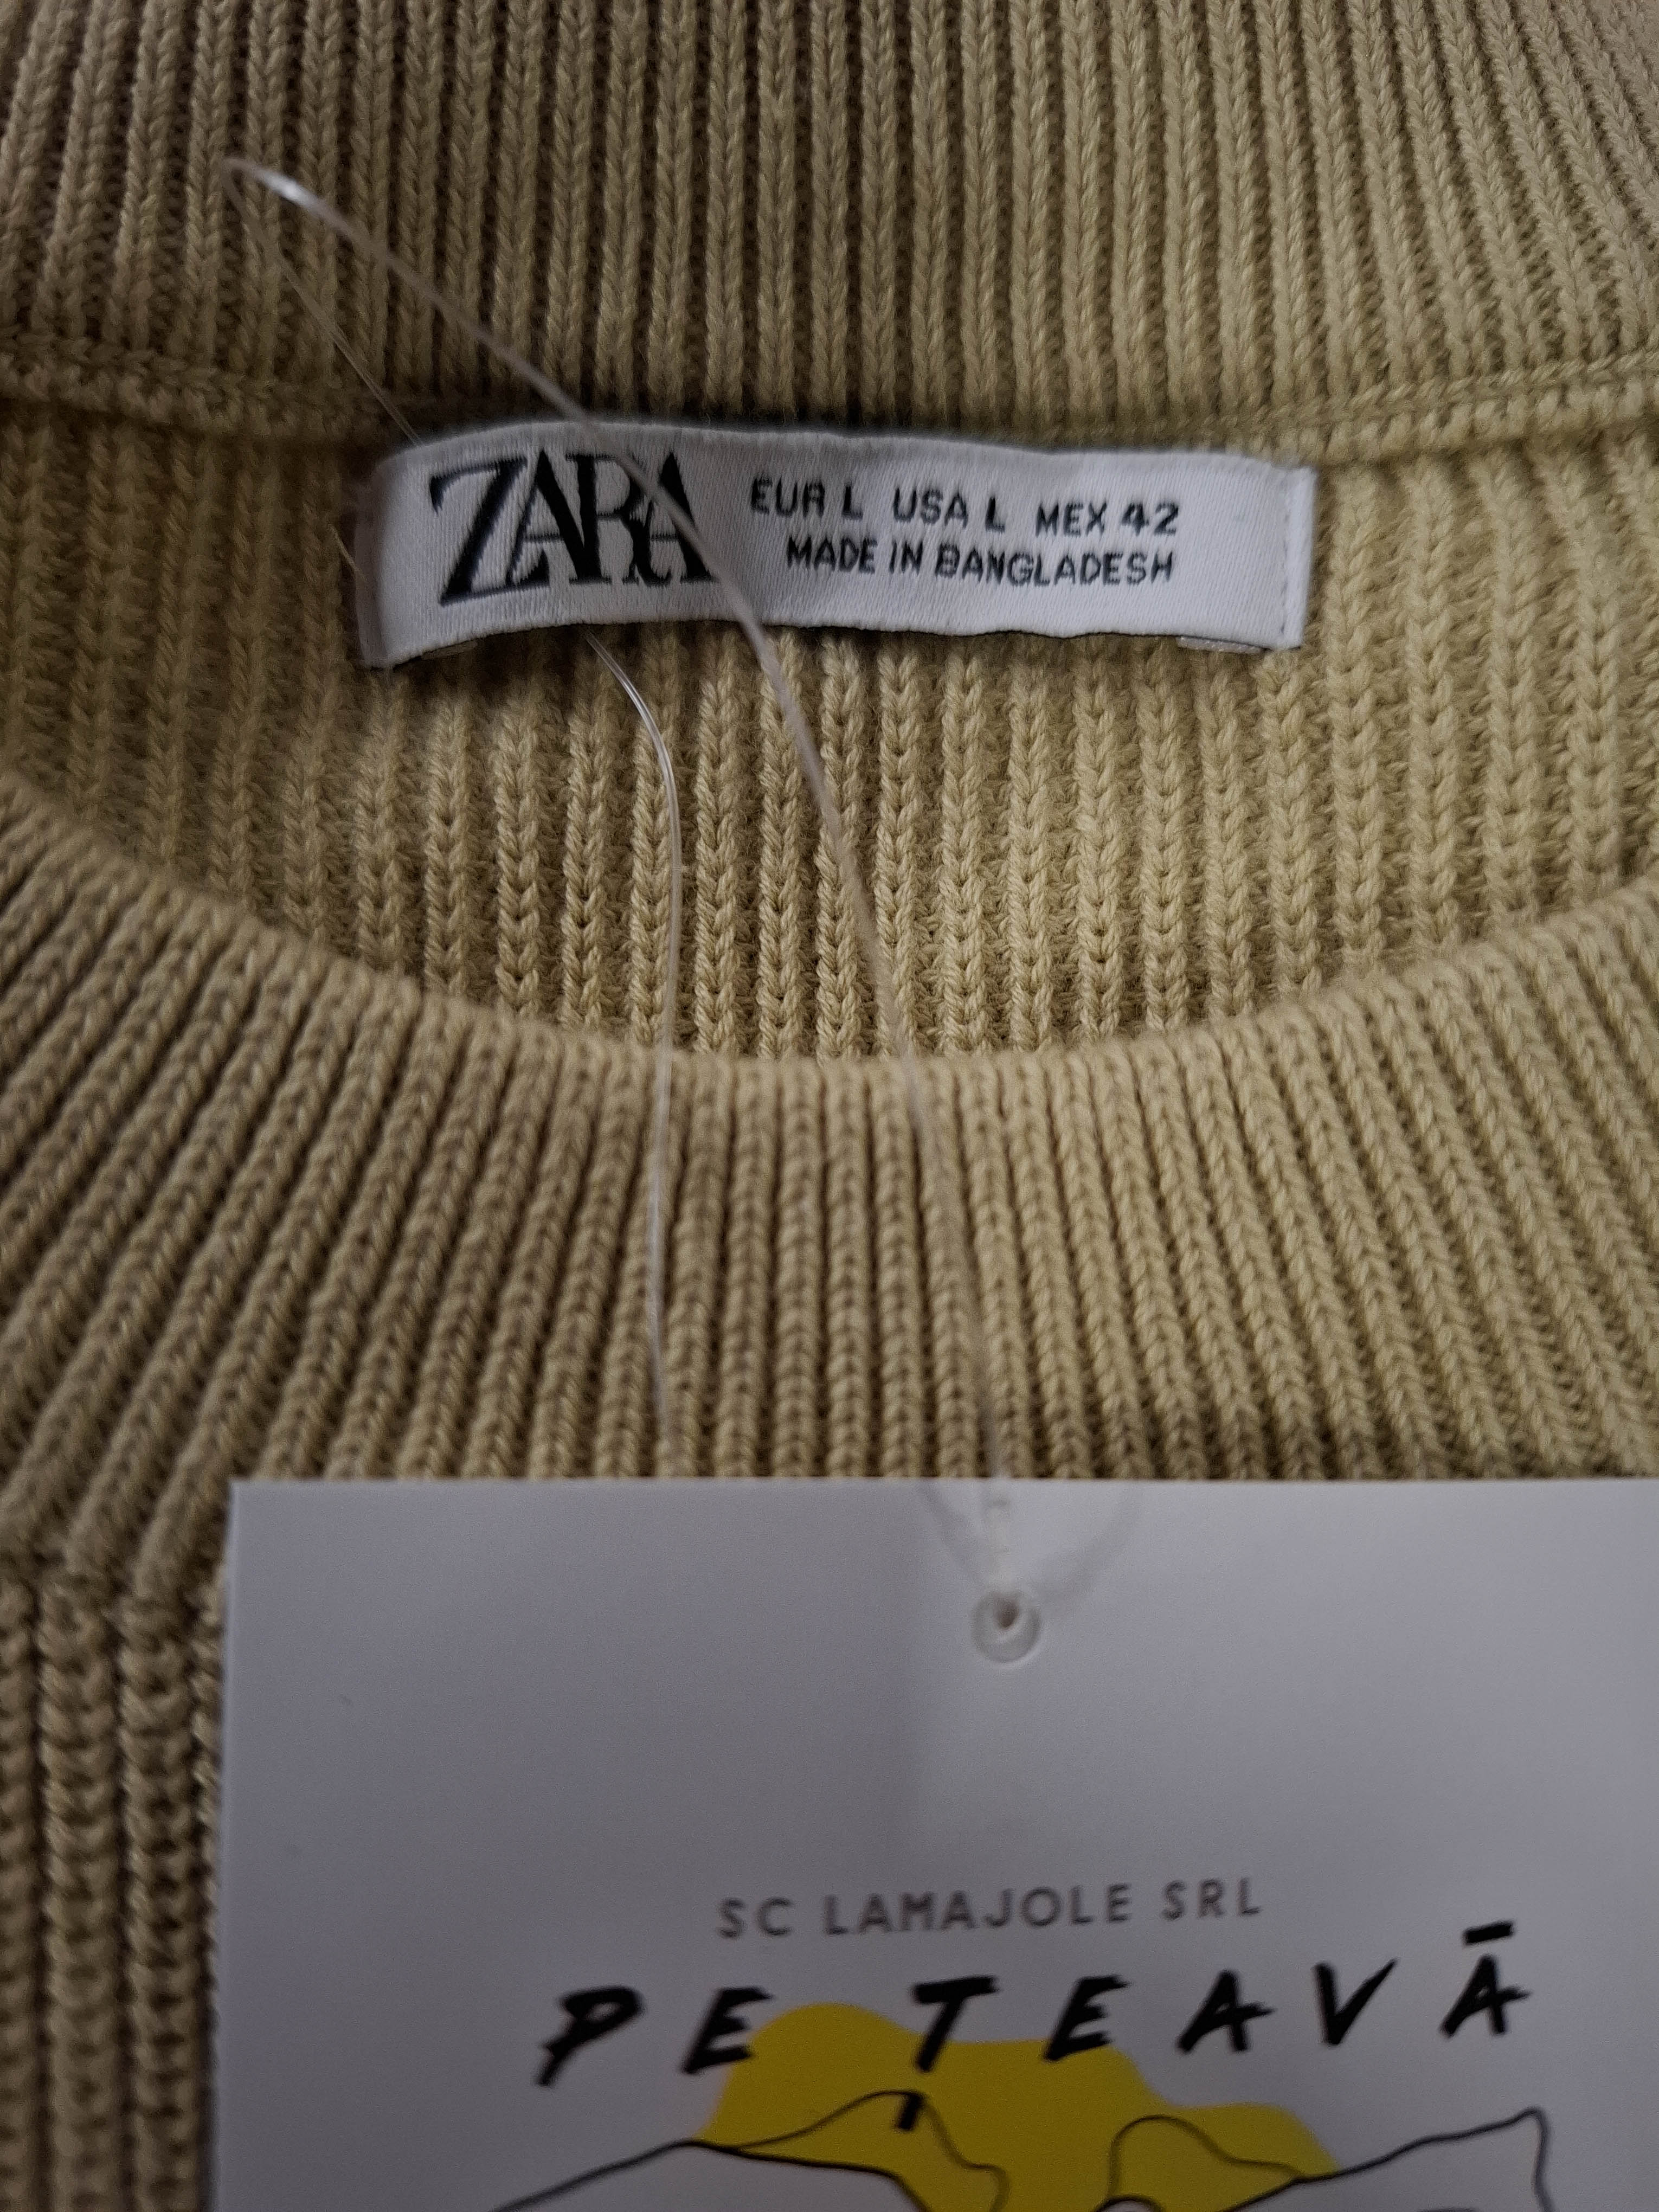 ZARA
EUR L USA L MEX 42
MADE IN BANGLADESH
SC LAMAJOLE SRL
PE TEAVĀ